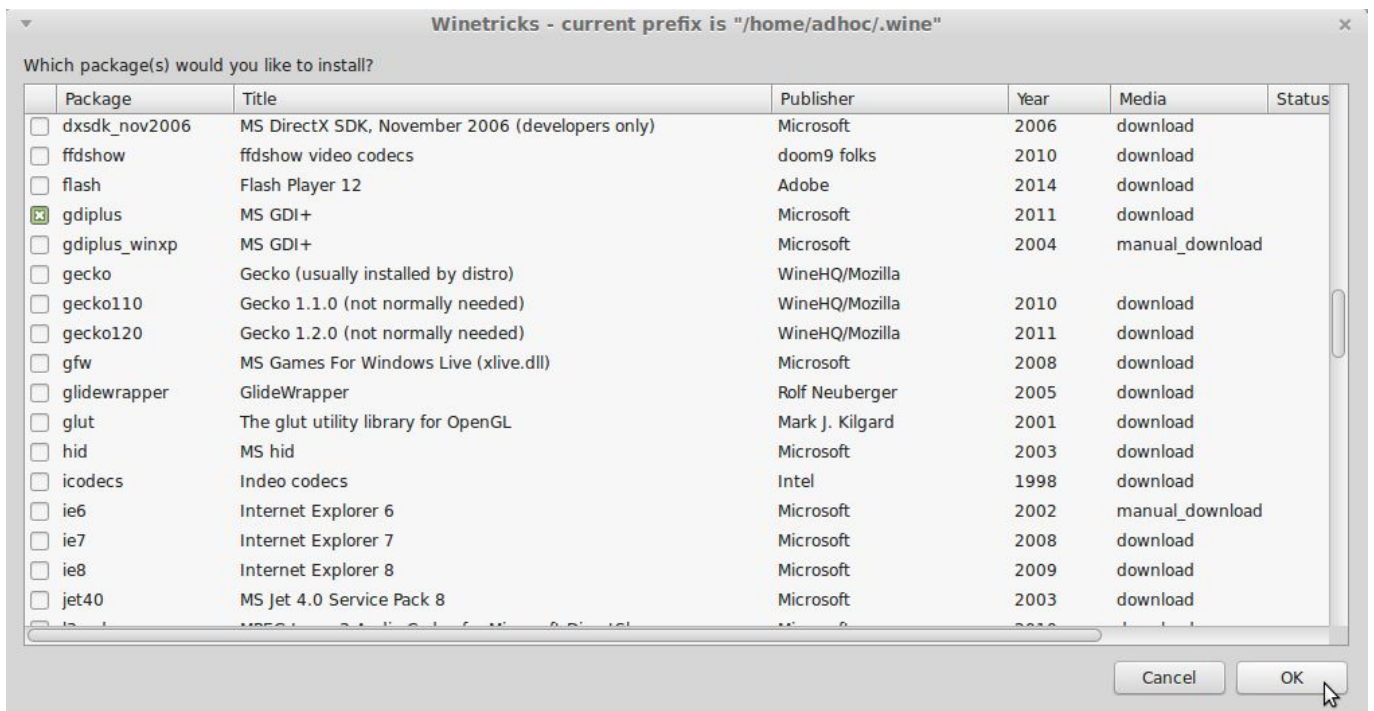 Winetricks - current prefix is "/home/adhoc/.wine"
Which package(s) would you like to install?
Package Title Publisher Year Media Status
dxsdk_nov2006 MS DirectX SDK, November 2006 (developers only) Microsoft 2006 download
ffdshow ffdshow video codecs doom9 folks 2010 download
flash Flash Player 12 Adobe 2014 download
gdiplus MS GDI+ Microsoft 2011 download
gdiplus_winxp MS GDI+ Microsoft 2004 manual_download
gecko Gecko (usually installed by distro) WineHQ/Mozilla
gecko110 Gecko 1.1.0 (not normally needed) WineHQ/Mozilla 2010 download
gecko120 Gecko 1.2.0 (not normally needed) WineHQ/Mozilla 2011 download
gfw MS Games For Windows Live (xlive.dll) Microsoft 2008 download
glidewrapper GlideWrapper Rolf Neuberger 2005 download
glut The glut utility library for OpenGL Mark J. Kilgard 2001 download
hid MS hid Microsoft 2003 download
icodecs Indeo codecs Intel 1998 download
ie6 Internet Explorer 6 Microsoft 2002 manual_download
ie7 Internet Explorer 7 Microsoft 2008 download
ie8 Internet Explorer 8 Microsoft 2009 download
jet40 MS Jet 4.0 Service Pack 8 Microsoft 2003 download
Cancel OK